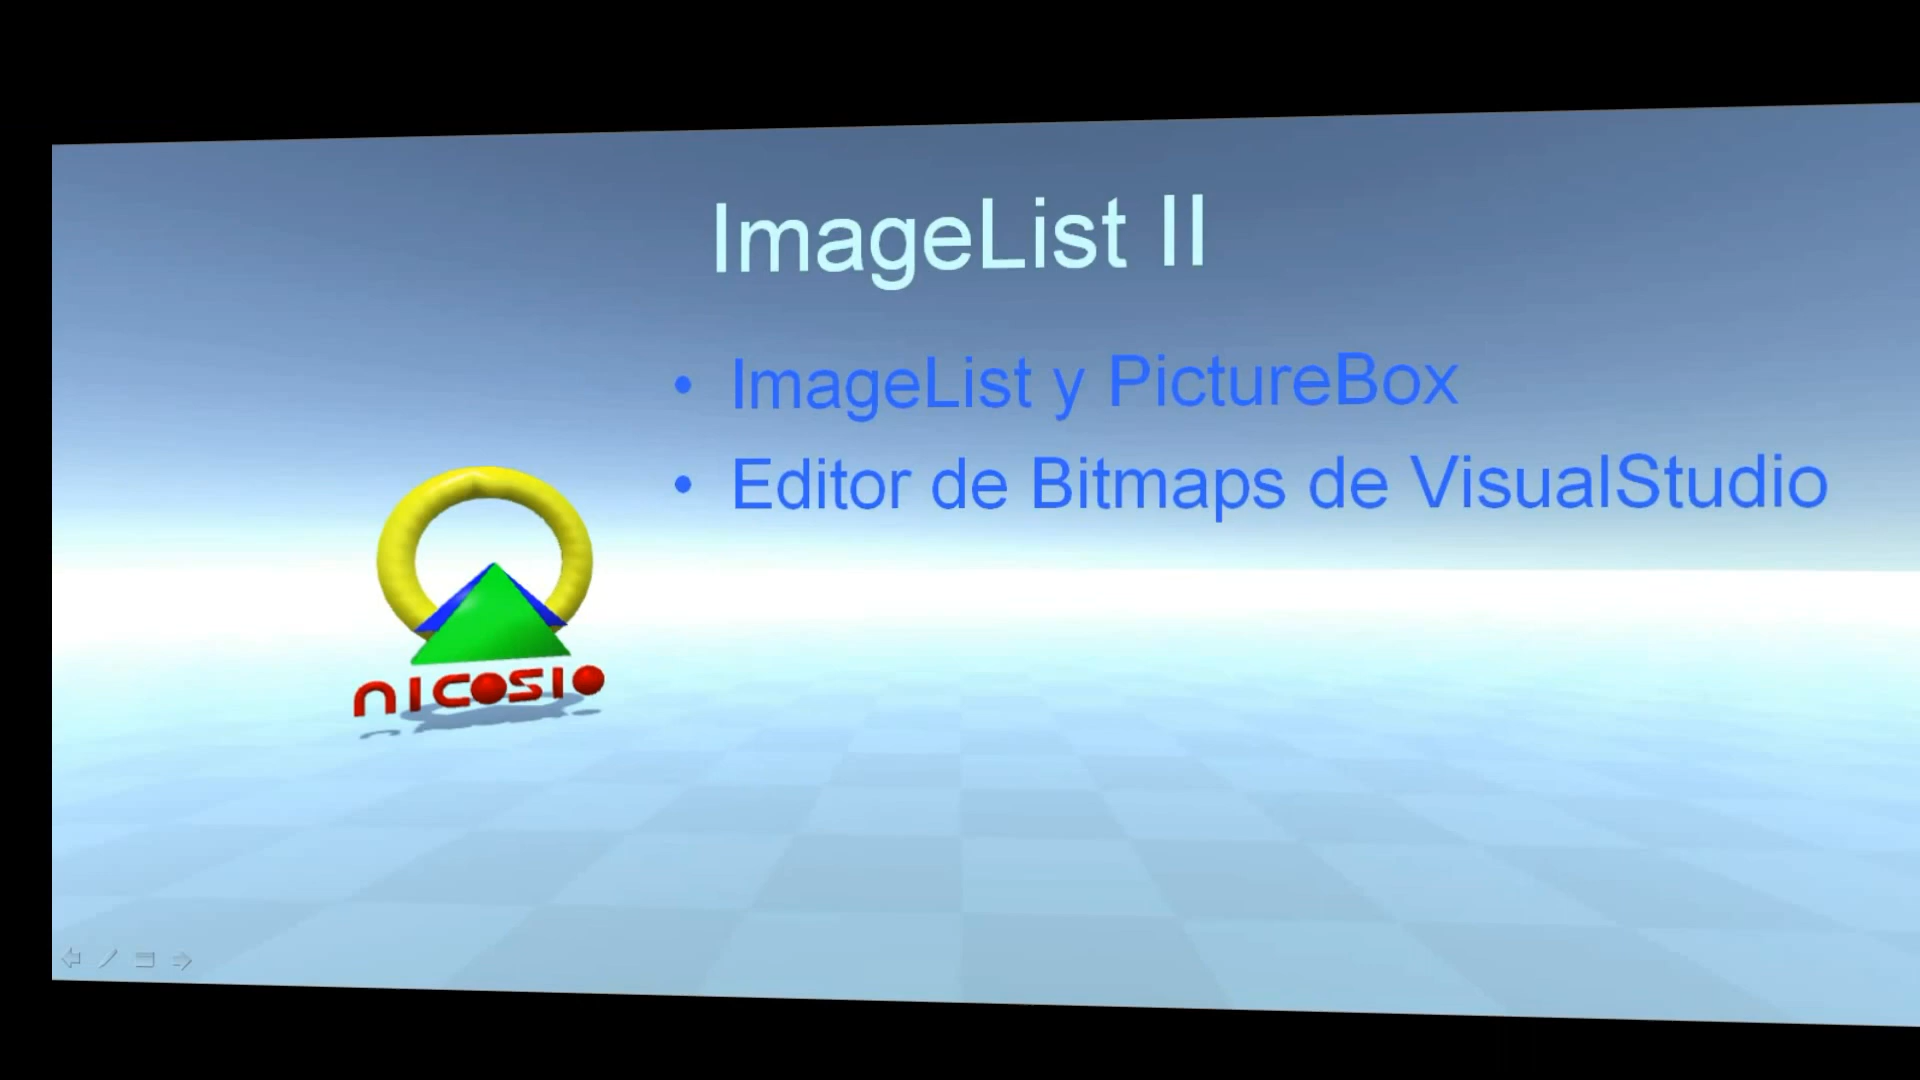 ImageList II
• ImageList y PictureBox
• Editor de Bitmaps de VisualStudio
nicosio